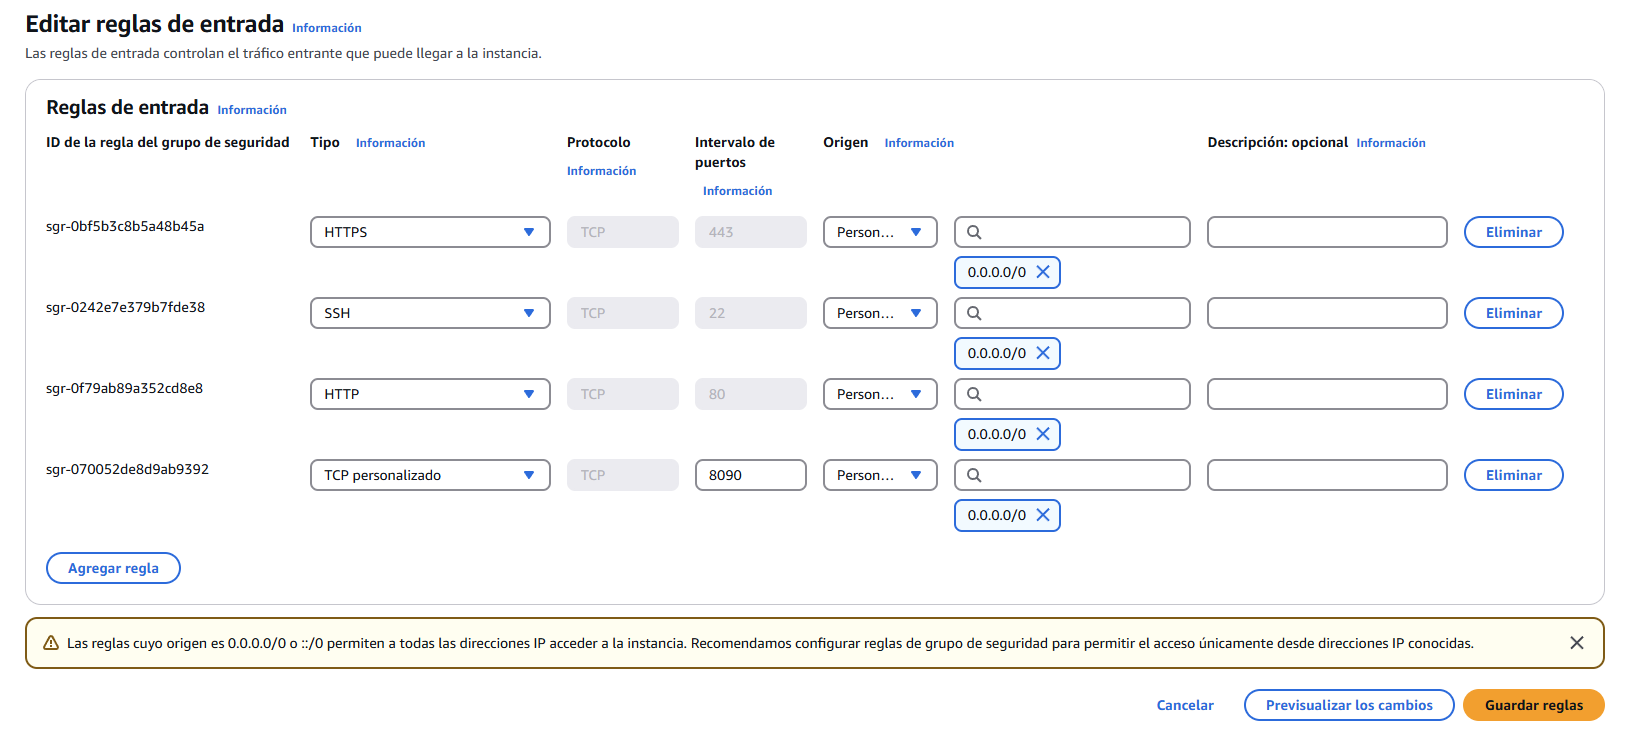 Editar reglas de entrada Información
Las reglas de entrada controlan el tráfico entrante que puede llegar a la instancia.
Reglas de entrada Información
ID de la regla del grupo de seguridad Tipo Información Protocolo Información Intervalo de puertos Información Origen Información Descripción: opcional Información
sgr-0bf5b3c8b5a48b45a HTTPS TCP 443 Person... Eliminar
0.0.0.0/0
sgr-0242e7e379b7fde38 SSH TCP 22 Person... Eliminar
0.0.0.0/0
sgr-0f79ab89a352cd8e8 HTTP TCP 80 Person... Eliminar
0.0.0.0/0
sgr-070052de8d9ab9392 TCP personalizado TCP 8090 Person... Eliminar
0.0.0.0/0
Agregar regla
Las reglas cuyo origen es 0.0.0.0/0 o ::/0 permiten a todas las direcciones IP acceder a la instancia. Recomendamos configurar reglas de grupo de seguridad para permitir el acceso únicamente desde direcciones IP conocidas.
Cancelar Previsualizar los cambios Guardar reglas